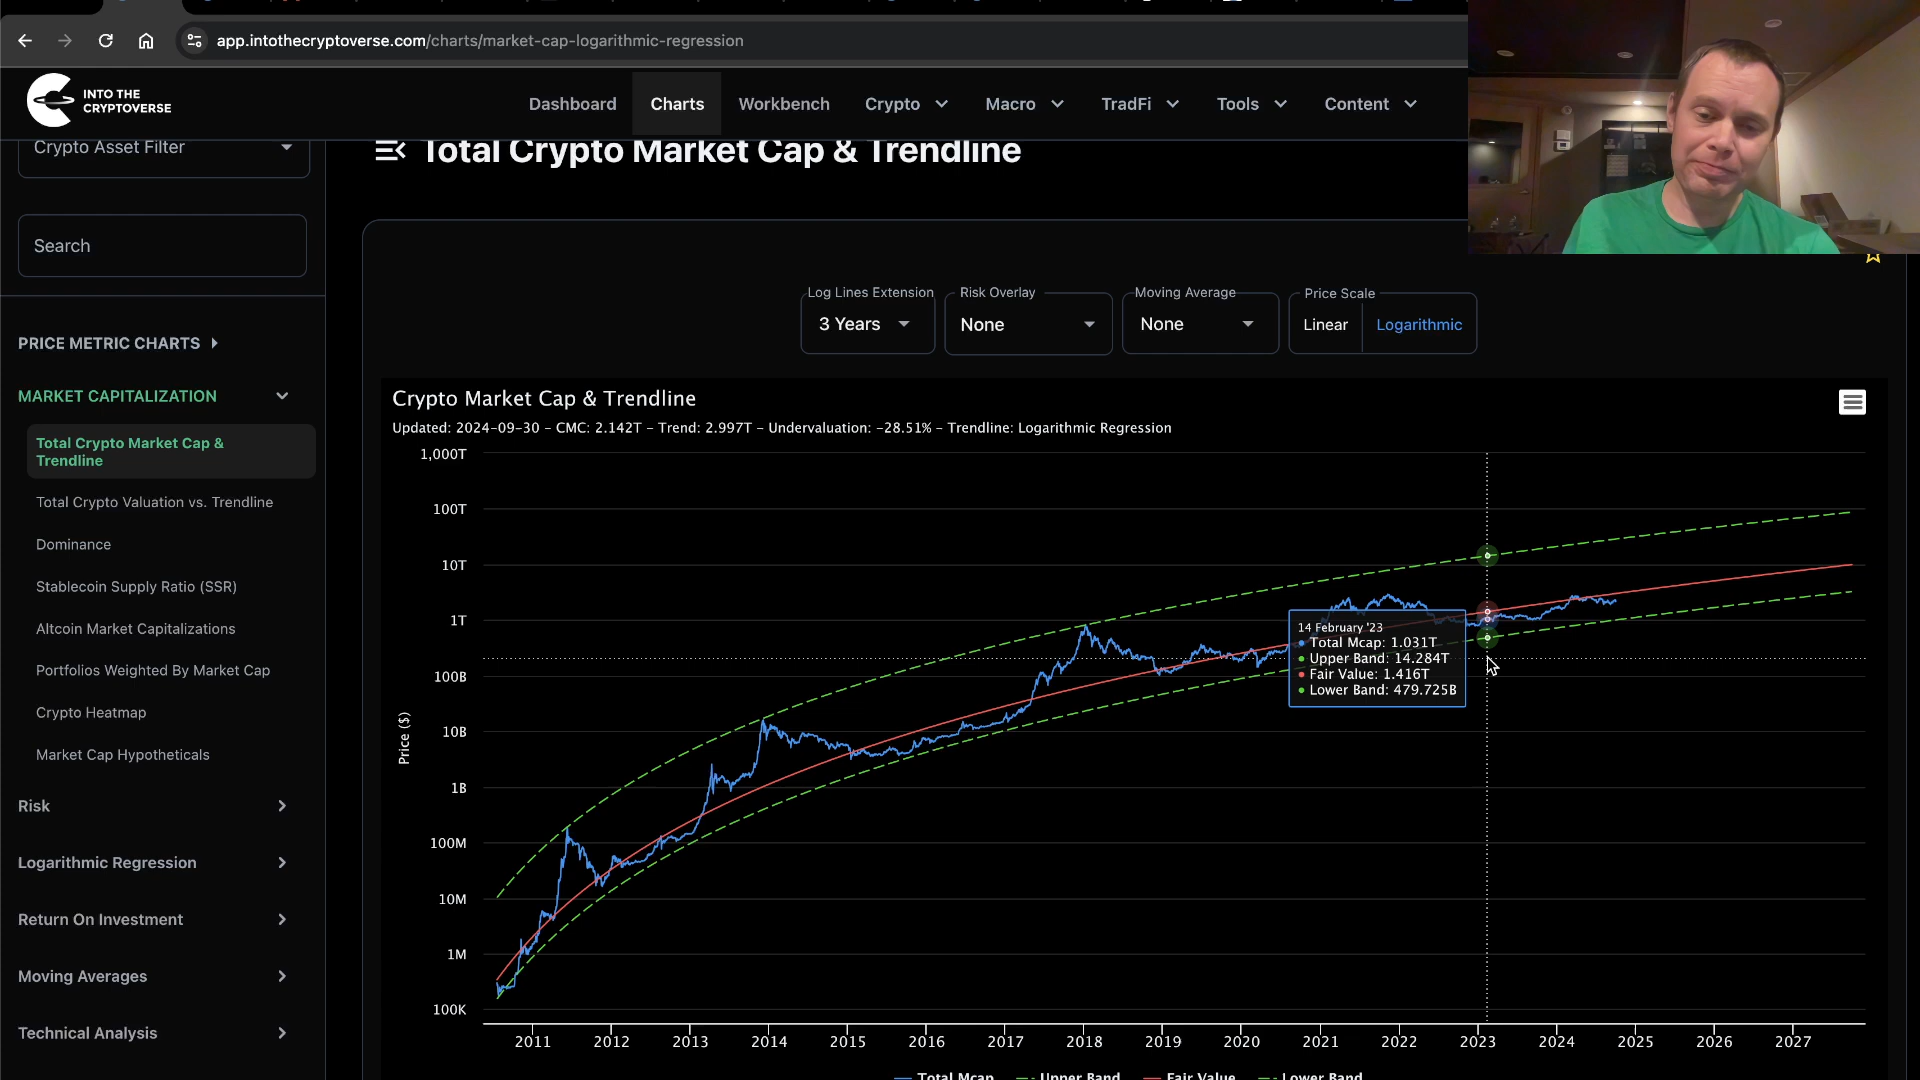 app.intothecryptoverse.com/charts/market-cap-logarithmic-regression
INTO THE
CRYPTOVERSE
Dashboard
Charts
Workbench
Crypto
Macro
TradFi
Tools
Content
Crypto Asset Filter
Search
PRICE METRIC CHARTS
MARKET CAPITALIZATION
Total Crypto Market Cap &
Trendline
Total Crypto Valuation vs. Trendline
Dominance
Stablecoin Supply Ratio (SSR)
Altcoin Market Capitalizations
Portfolios Weighted By Market Cap
Crypto Heatmap
Market Cap Hypotheticals
Risk
Logarithmic Regression
Return On Investment
Moving Averages
Technical Analysis
Total Crypto Market Cap & Trendline
Log Lines Extension
3 Years
Risk Overlay
None
Moving Average
None
Price Scale
Linear
Logarithmic
Crypto Market Cap & Trendline
Updated: 2024-09-30 - CMC: 2.142T - Trend: 2.997T - Undervaluation: -28.51% - Trendline: Logarithmic Regression
1,000T
100T
10T
1T
100B
10B
1B
100M
10M
1M
100K
Price ($)
14 February '23
Total Mcap: 1.031T
Upper Band: 14.284T
Fair Value: 1.416T
Lower Band: 479.725B
2011
2012
2013
2014
2015
2016
2017
2018
2019
2020
2021
2022
2023
2024
2025
2026
2027
Total Mcap
Upper Band
Fair Value
Lower Band